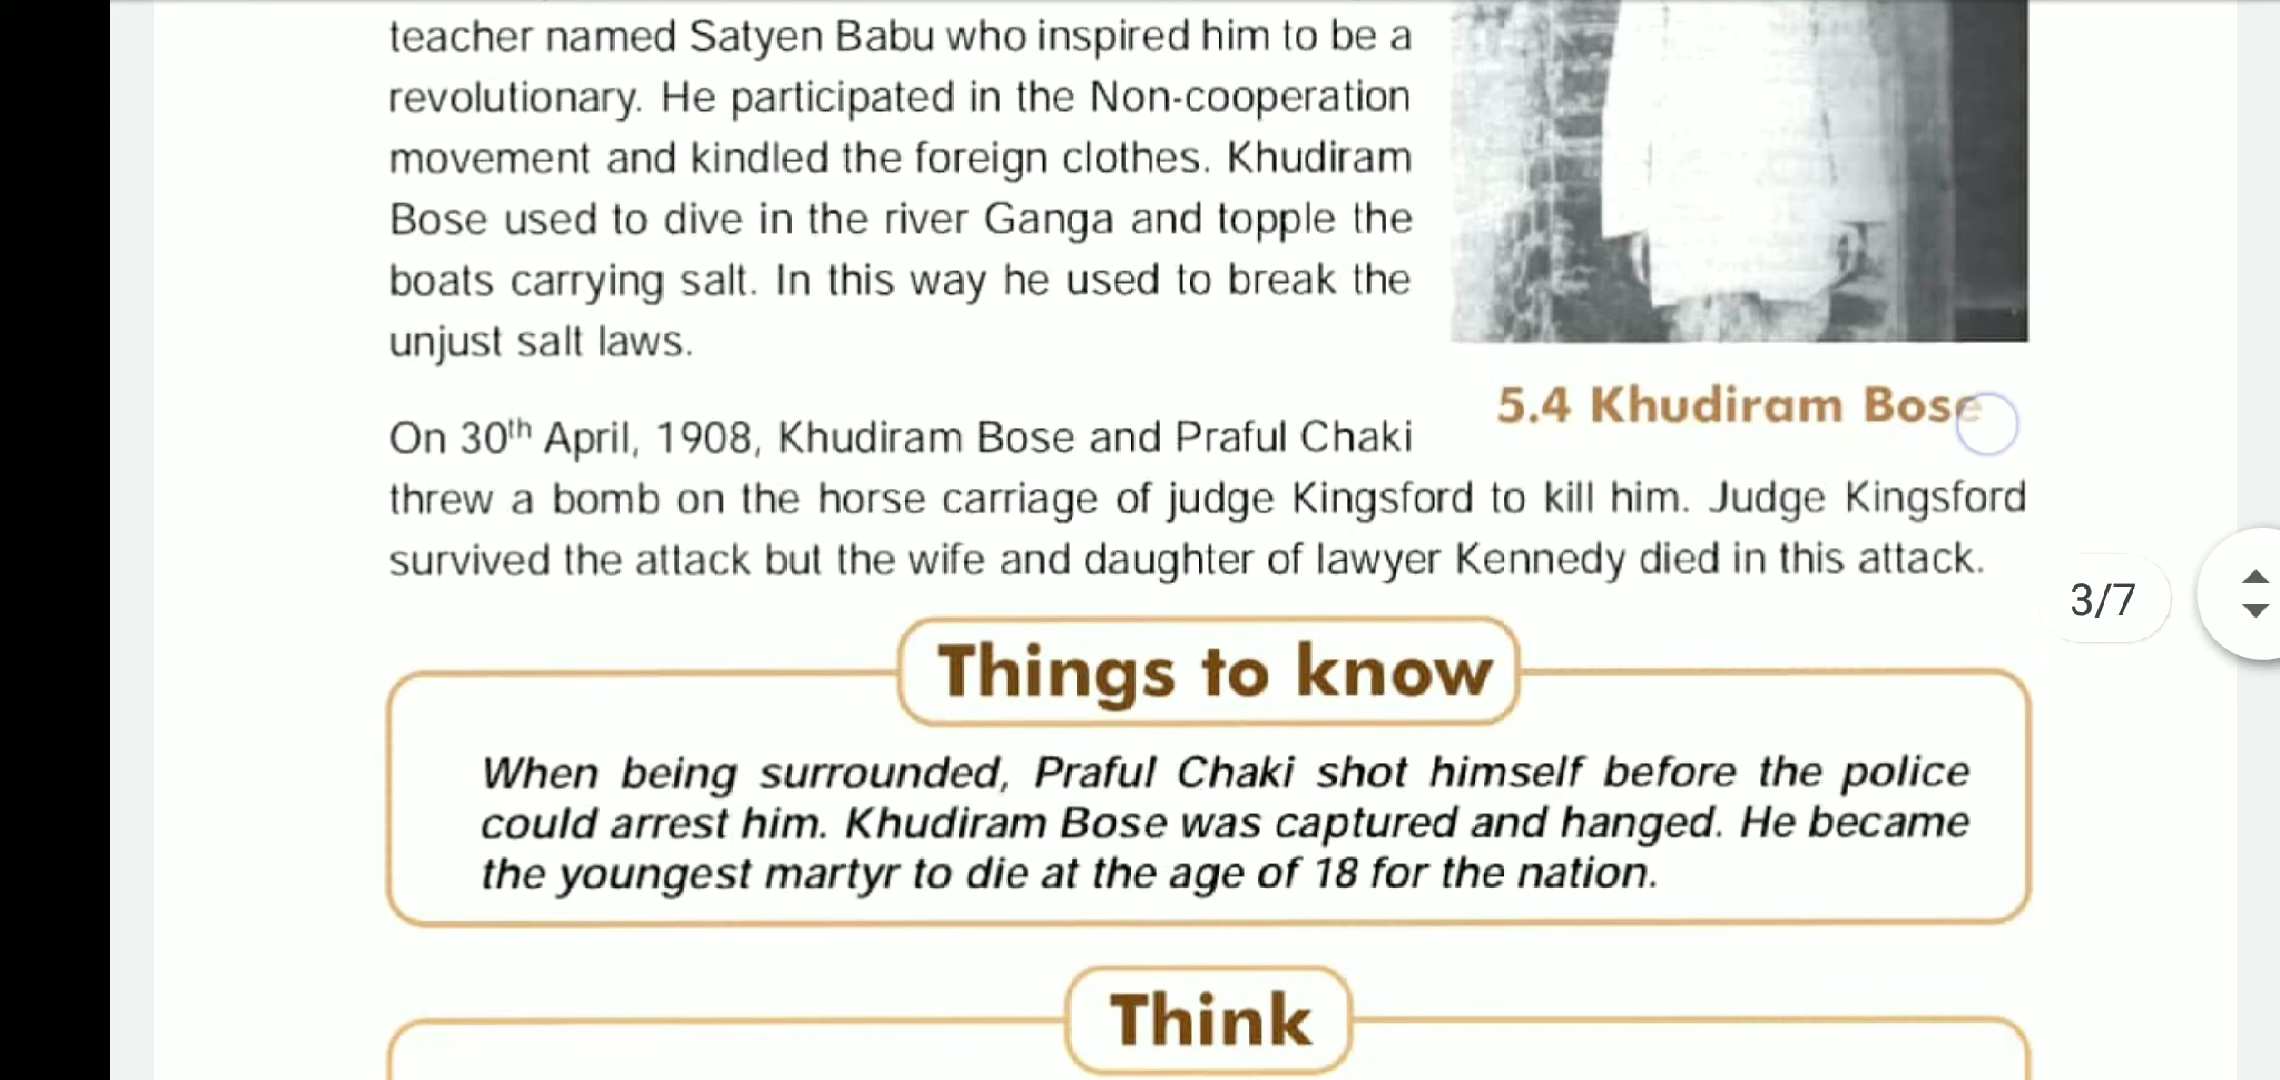 teacher named Satyen Babu who inspired him to be a
revolutionary. He participated in the Non-cooperation
movement and kindled the foreign clothes. Khudiram
Bose used to dive in the river Ganga and topple the
boats carrying salt. In this way he used to break the
unjust salt laws.
5.4 Khudiram Bose
On 30th April, 1908, Khudiram Bose and Praful Chaki
threw a bomb on the horse carriage of judge Kingsford to kill him. Judge Kingsford
survived the attack but the wife and daughter of lawyer Kennedy died in this attack.
3/7
Things to know
When being surrounded, Praful Chaki shot himself before the police
could arrest him. Khudiram Bose was captured and hanged. He became
the youngest martyr to die at the age of 18 for the nation.
Think